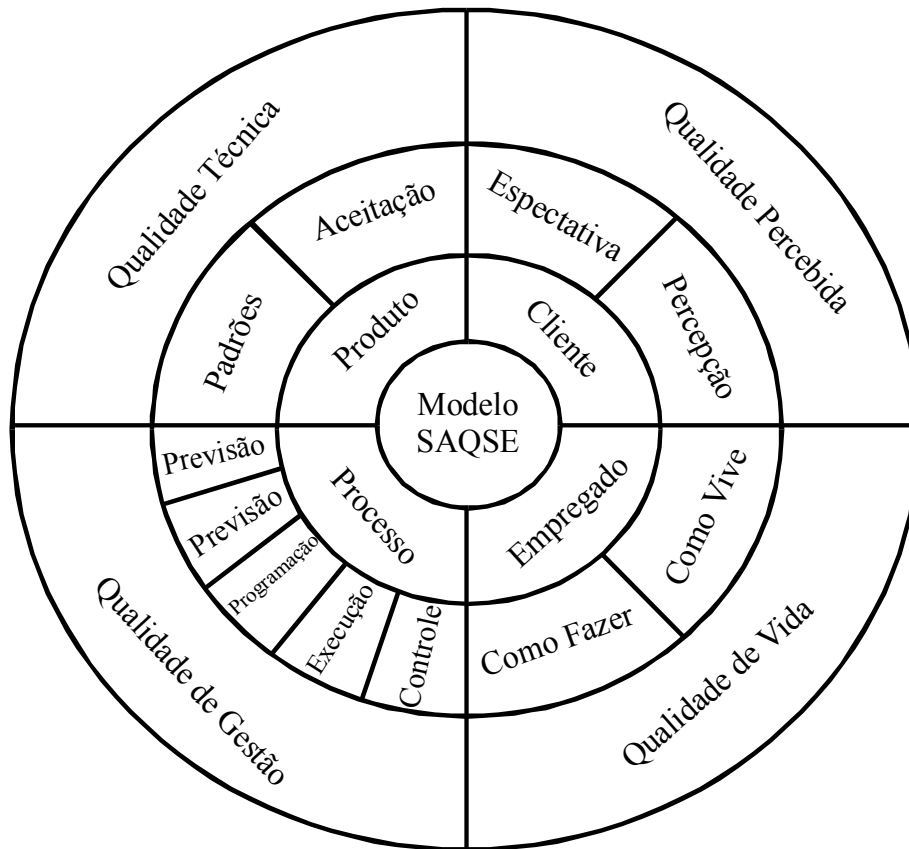 Qualidade Técnica
Qualidade Percebida
Aceitação
Espectativa
Padrões
Produto
Cliente
Percepção
Modelo
SAQSE
Previsão
Previsão
Programação
Execução
Controle
Processo
Empregado
Como Fazer
Como Vive
Qualidade de Gestão
Qualidade de Vida